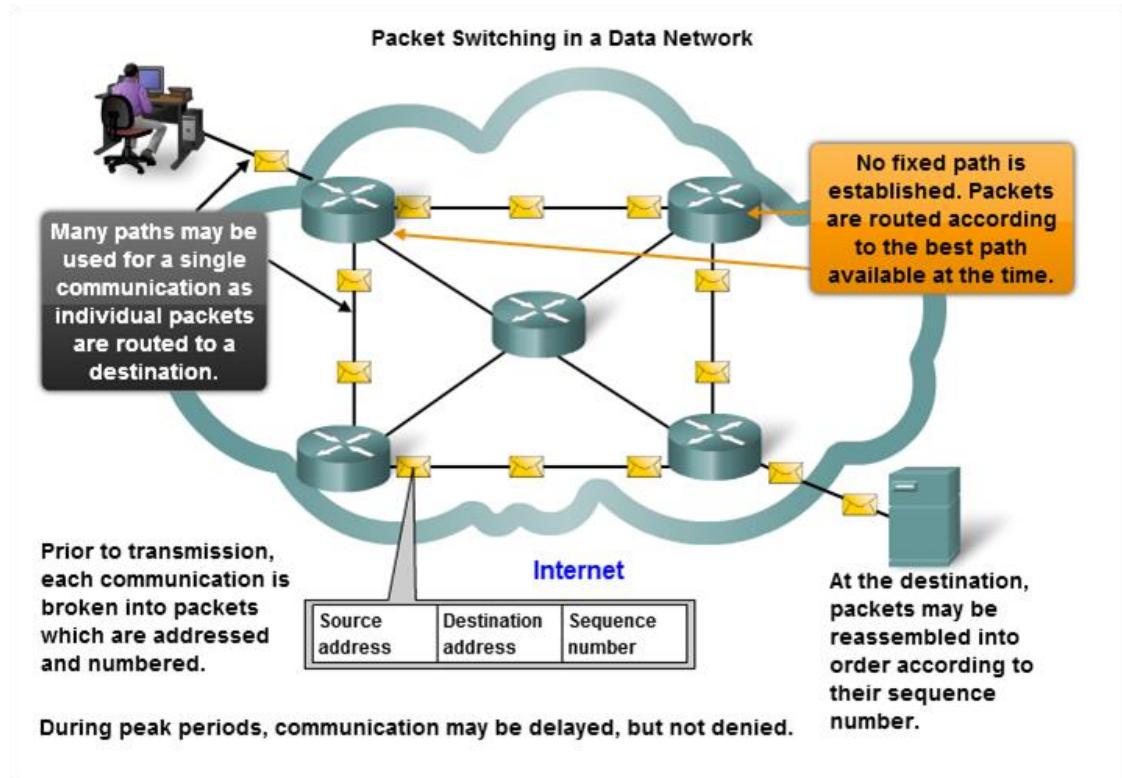 Packet Switching in a Data Network
No fixed path is
established. Packets
are routed according
to the best path
available at the time.
Many paths may be
used for a single
communication as
individual packets
are routed to a
destination.
Prior to transmission,
each communication is
broken into packets
which are addressed
and numbered.
Internet
Source
address
Destination
address
Sequence
number
At the destination,
packets may be
reassembled into
order according to
their sequence
number.
During peak periods, communication may be delayed, but not denied.